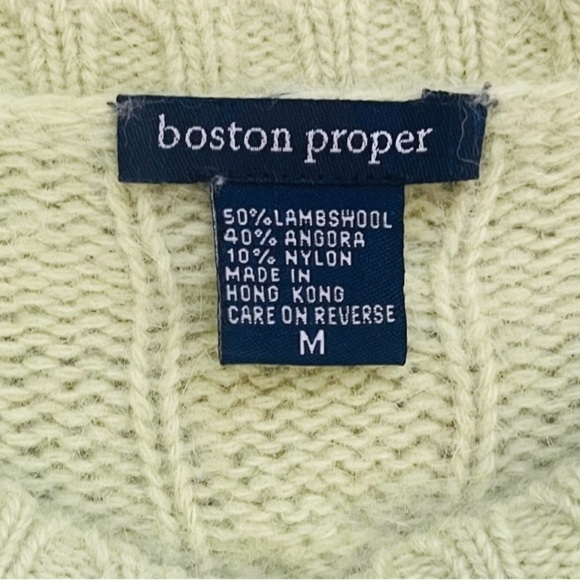 boston proper
50% LAMBSWOOL
40% ANGORA
10% NYLON
MADE IN
HONG KONG
CARE ON REVERSE
M